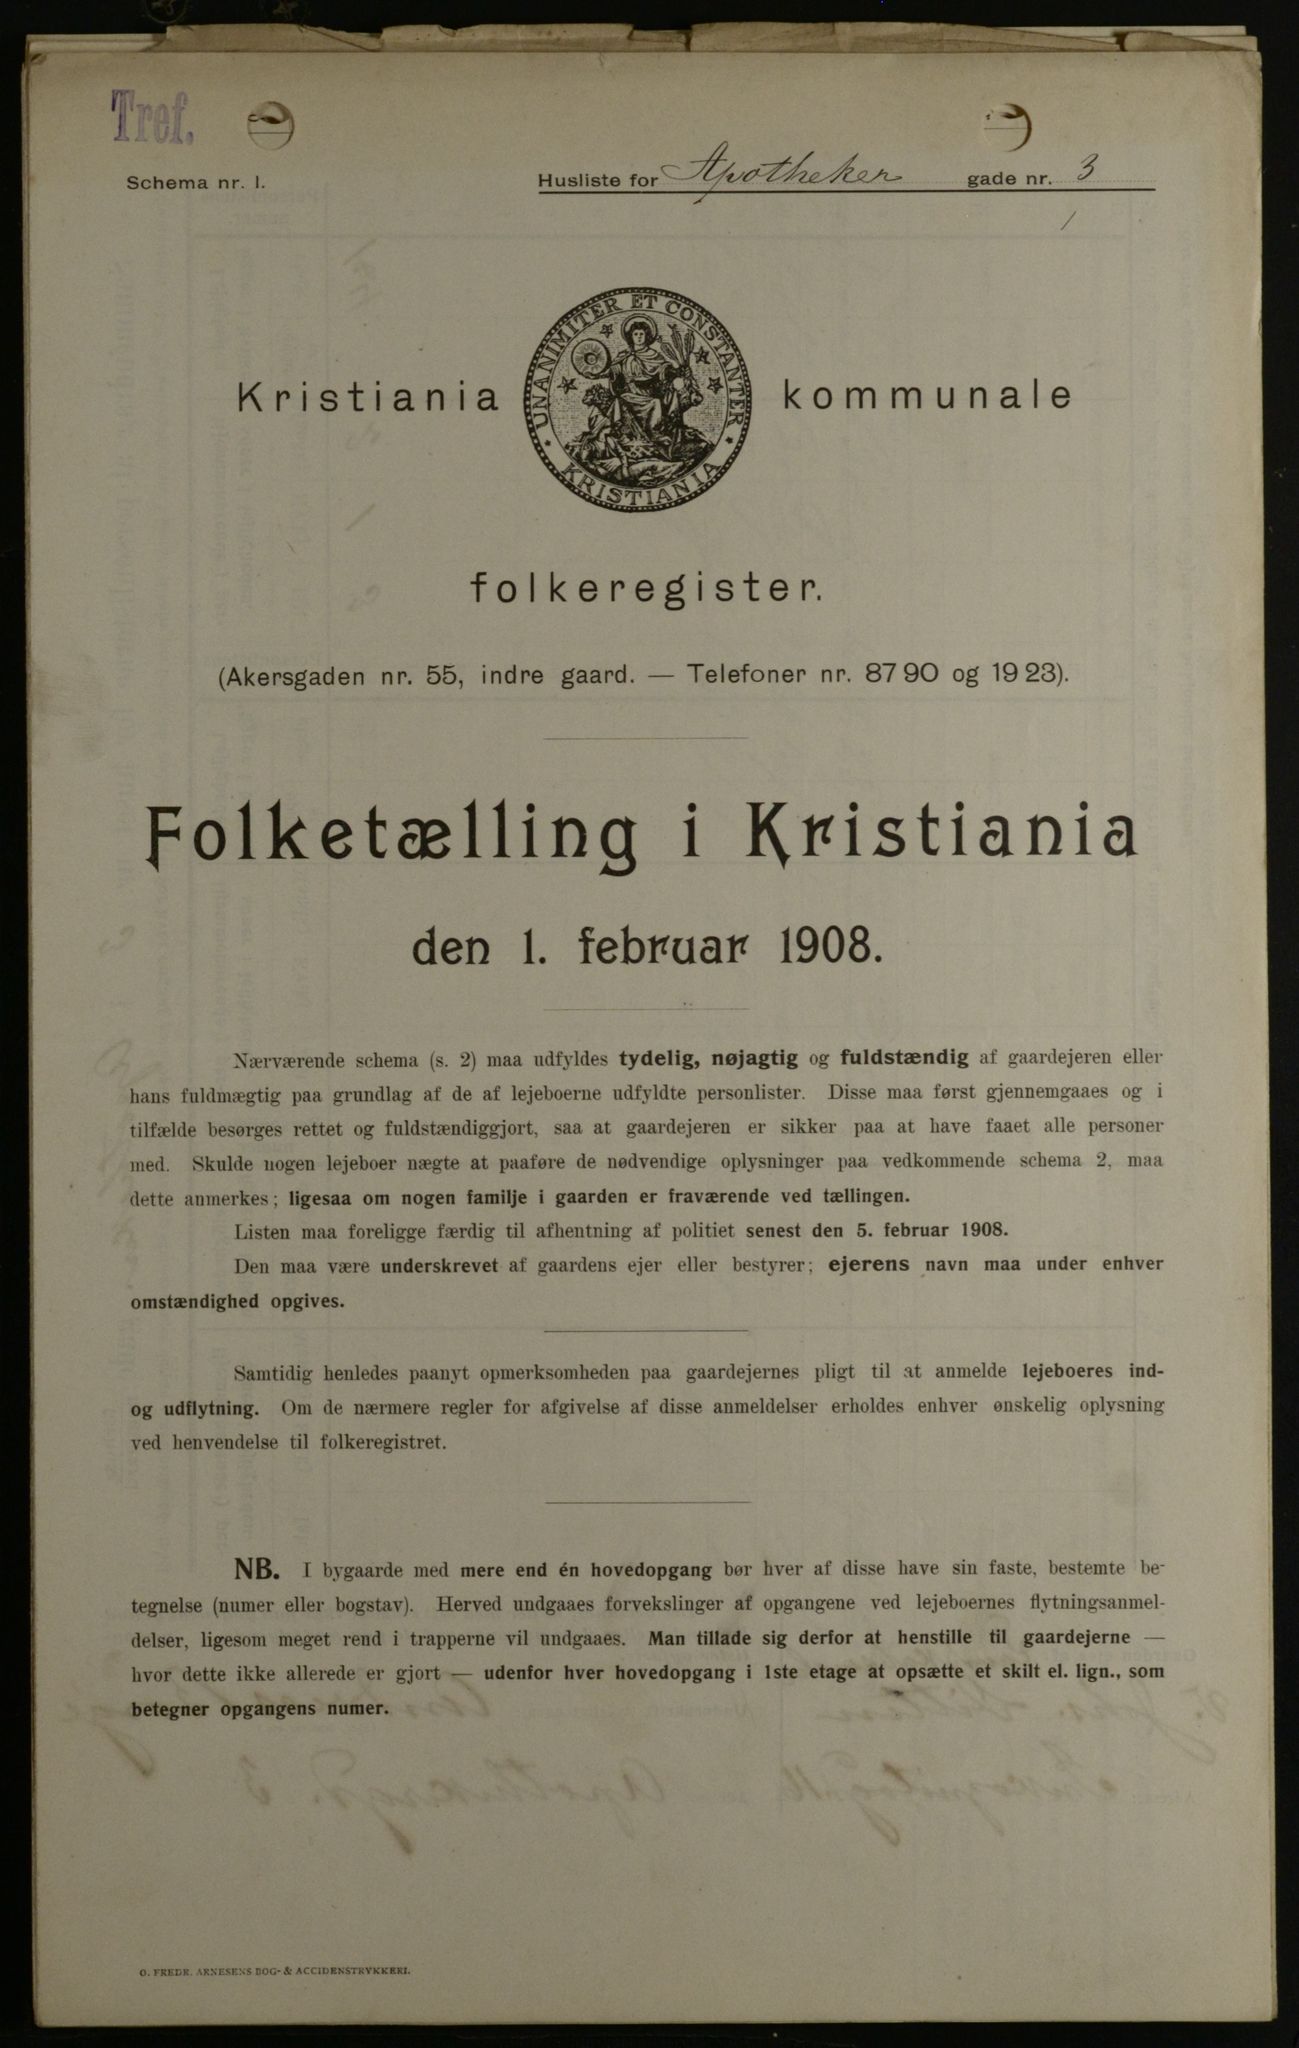 Tref.
Schema nr. 1.
Husliste for Apotheker gade nr. 3
Kristiania kommunale
UNANIMITER ET CONSTANTER
KRISTIANIA
folkeregister.
(Akersgaden nr. 55, indre gaard. — Telefoner nr. 87 90 og 19 23).
Folketælling i Kristiania
den 1. februar 1908.
Nærværende schema (s. 2) maa udfyldes tydelig, nøjagtig og fuldstændig af gaardejeren eller
hans fuldmægtig paa grundlag af de af lejeboerne udfyldte personlister. Disse maa først gjennemgaaes og i
tilfælde besørges rettet og fuldstændiggjort, saa at gaardejeren er sikker paa at have faaet alle personer
med. Skulde nogen lejeboer nægte at paaføre de nødvendige oplysninger paa vedkommende schema 2, maa
dette anmerkes; ligesaa om nogen familje i gaarden er fraværende ved tællingen.
Listen maa foreligge færdig til afhentning af politiet senest den 5. februar 1908.
Den maa være underskrevet af gaardens ejer eller bestyrer; ejerens navn maa under enhver
omstændighed opgives.
Samtidig henledes paanyt opmerksomheden paa gaardejernes pligt til at anmelde lejeboeres ind-
og udflytning. Om de nærmere regler for afgivelse af disse anmeldelser erholdes enhver ønskelig oplysning
ved henvendelse til folkeregistret.
NB. I bygaarde med mere end én hovedopgang bør hver af disse have sin faste, bestemte be-
tegnelse (numer eller bogstav). Herved undgaaes forvekslinger af opgangene ved lejeboernes flytningsanmel-
delser, ligesom meget rend i trapperne vil undgaaes. Man tillade sig derfor at henstille til gaardejerne —
hvor dette ikke allerede er gjort — udenfor hver hovedopgang i 1ste etage at opsætte et skilt el. lign., som
betegner opgangens numer.
O. FREDR. ARNESENS BOG- & ACCIDENSTRYKKERI.